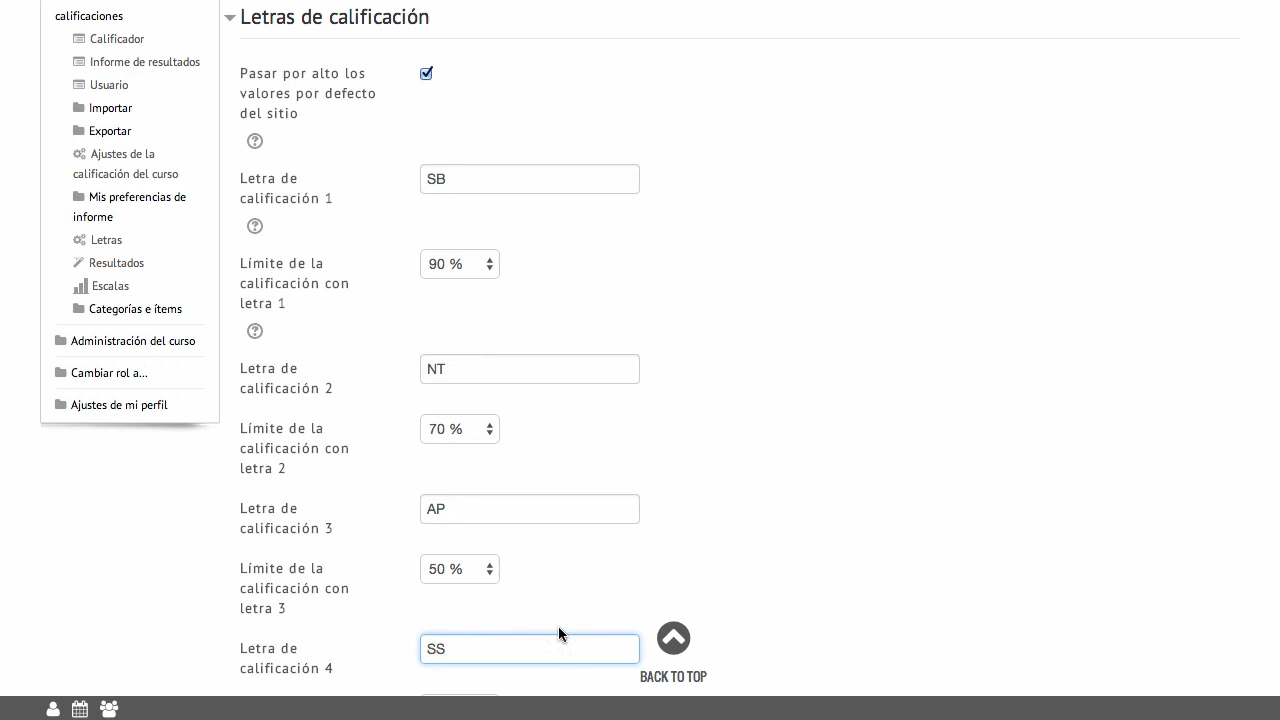 calificaciones
Calificador
Informe de resultados
Usuario
Importar
Exportar
Ajustes de la
calificación del curso
Mis preferencias de
informe
Letras
Resultados
Escalas
Categorías e ítems
Administración del curso
Cambiar rol a...
Ajustes de mi perfil
Letras de calificación
Pasar por alto los
valores por defecto
del sitio
Letra de
calificación 1
SB
Límite de la
calificación con
letra 1
90 %
Letra de
calificación 2
NT
Límite de la
calificación con
letra 2
70 %
Letra de
calificación 3
AP
Límite de la
calificación con
letra 3
50 %
Letra de
calificación 4
SS
BACK TO TOP